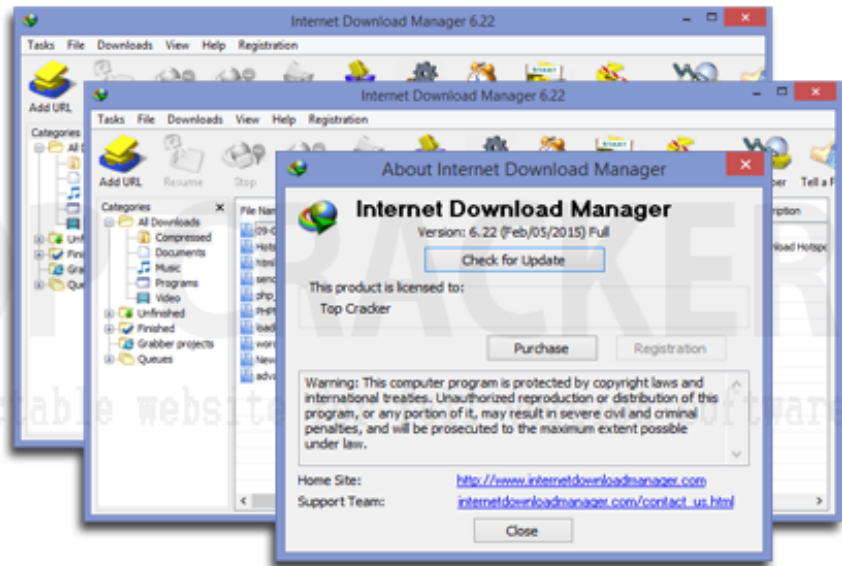 Internet Download Manager 6.22
Tasks File Downloads View Help Registration
Add URL
Categories
Internet Download Manager 6.22
Tasks File Downloads View Help Registration
Add URL Resume Stop
Tell a F
Categories
File Nam
All Downloads
Compressed
Documents
Music
Programs
Video
Unfinished
Finished
Grabber projects
Queues
About Internet Download Manager
Internet Download Manager
Version: 6.22 (Feb/05/2015) Full
Check for Update
This product is licensed to:
Top Cracker
Purchase Registration
Warning: This computer program is protected by copyright laws and
international treaties. Unauthorized reproduction or distribution of this
program, or any portion of it, may result in severe civil and criminal
penalties, and will be prosecuted to the maximum extent possible
under law.
Home Site: http://www.internetdownloadmanager.com
Support Team: internetdownloadmanager.com/contact_us.html
Close